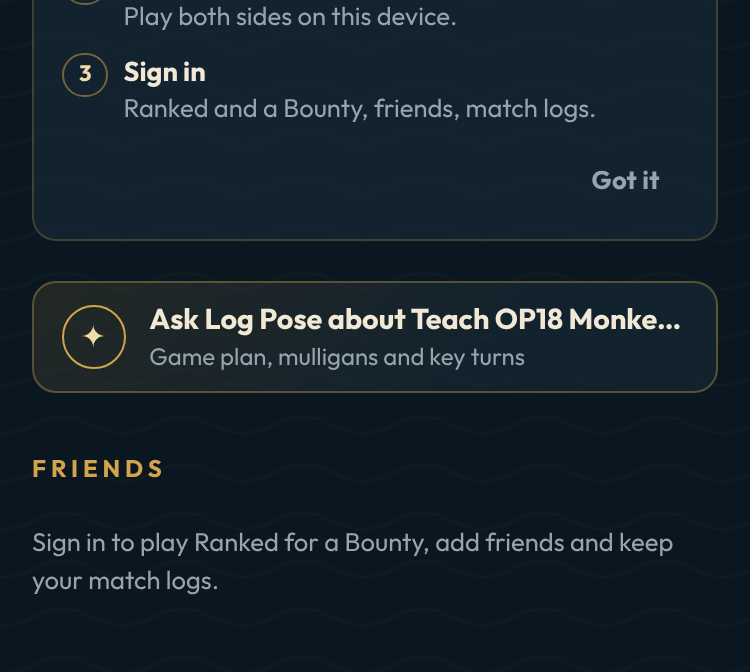 Play both sides on this device.
3
Sign in
Ranked and a Bounty, friends, match logs.
Got it
Ask Log Pose about Teach OP18 Monke...
Game plan, mulligans and key turns
FRIENDS
Sign in to play Ranked for a Bounty, add friends and keep
your match logs.